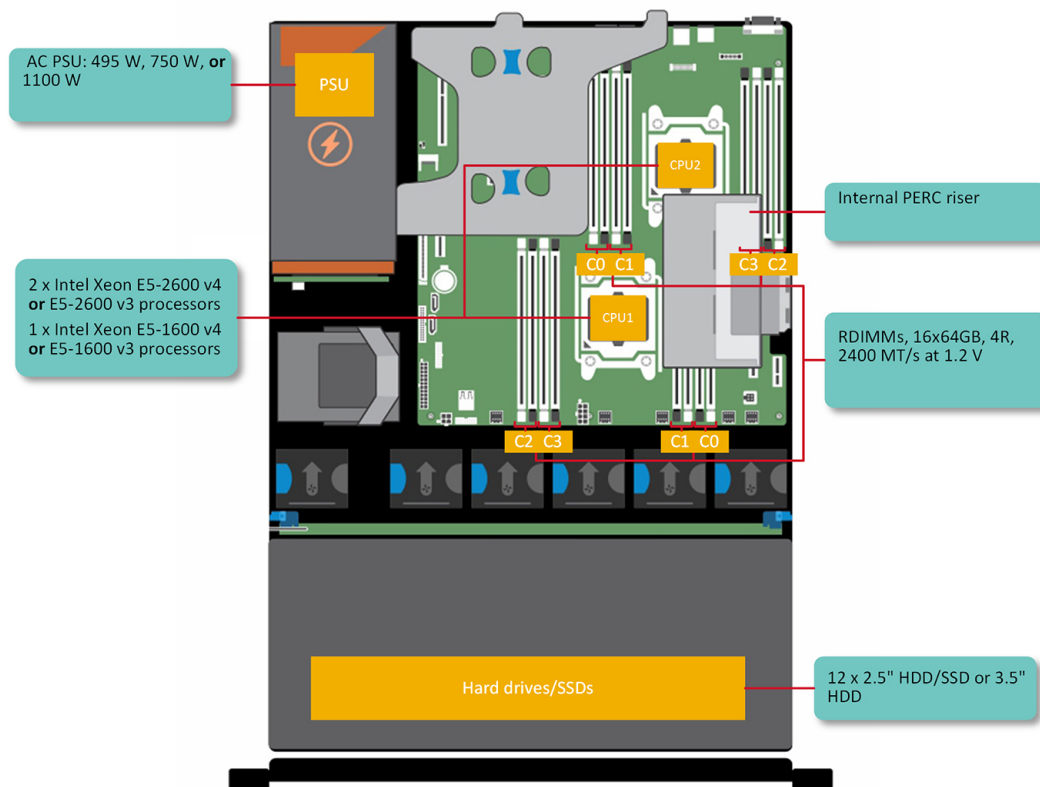 AC PSU: 495 W, 750 W, or
1100 W
PSU
CPU2
Internal PERC riser
C0 C1
C3 C2
2 x Intel Xeon E5-2600 v4
or E5-2600 v3 processors
1 x Intel Xeon E5-1600 v4
or E5-1600 v3 processors
CPU1
RDIMMs, 16x64GB, 4R,
2400 MT/s at 1.2 V
C2 C3
C1 C0
Hard drives/SSDs
12 x 2.5" HDD/SSD or 3.5"
HDD